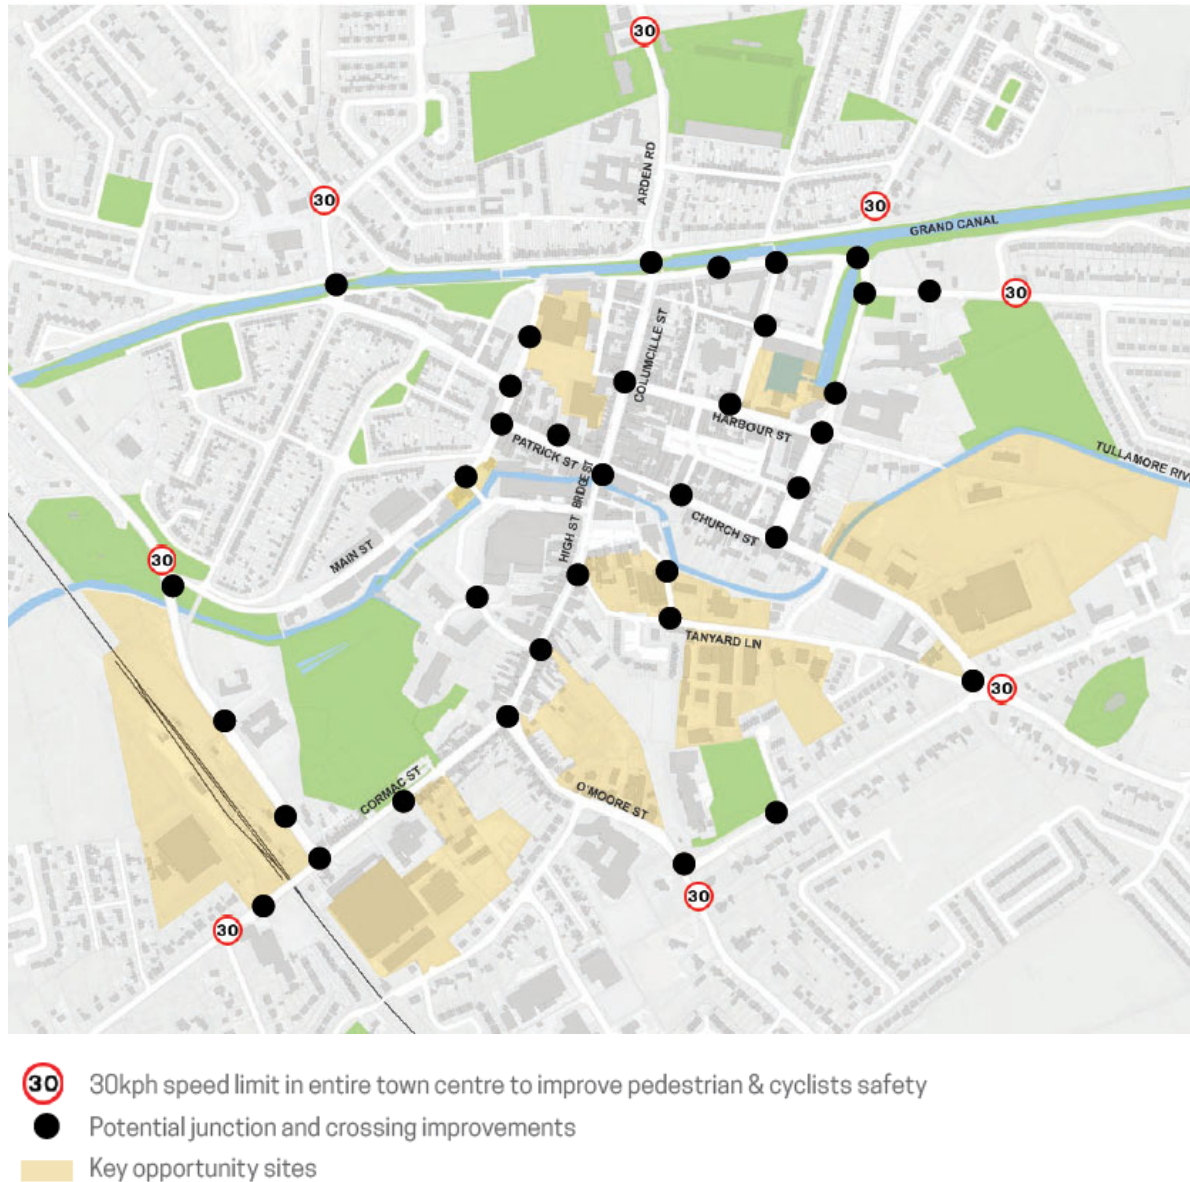 30
ARDEN RD
30
30
GRAND CANAL
30
COLUMCILLE ST
HARBOUR ST
PATRICK ST
BRIDGE ST
TULLAMORE RIV
CHURCH ST
HIGH ST
MAIN ST
30
TANYARD LN
30
CORMAC ST
O'MOORE ST
30
30
30 30kph speed limit in entire town centre to improve pedestrian & cyclists safety
Potential junction and crossing improvements
Key opportunity sites